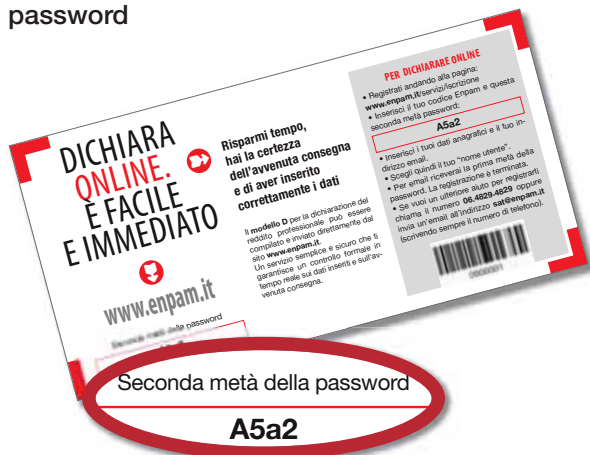 password
DICHIARA
ONLINE.
È FACILE
E IMMEDIATO
www.enpam.it
Seconda metà della password
Risparmi tempo,
hai la certezza
dell'avvenuta consegna
e di aver inserito
correttamente i dati
Il modello D per la dichiarazione del
reddito professionale può essere
compilato e inviato direttamente dal
sito www.enpam.it.
Un servizio semplice e sicuro che ti
garantisce un controllo formale in
tempo reale sui dati inseriti e sull'av-
venuta consegna.
PER DICHIARARE ONLINE
• Registrati andando alla pagina:
www.enpam.it/servizi/iscrizione
• Inserisci il tuo codice Enpam e questa
seconda metà password:
A5a2
• Inserisci i tuoi dati anagrafici e il tuo in-
dirizzo email.
• Scegli quindi il tuo "nome utente".
• Per email riceverai la prima metà della
password. La registrazione è terminata.
• Se vuoi un ulteriore aiuto per registrarti
chiama il numero 06.4829.4829 oppure
invia un'email all'indirizzo sat@enpam.it
(scrivendo sempre il numero di telefono).
Seconda metà della password
A5a2